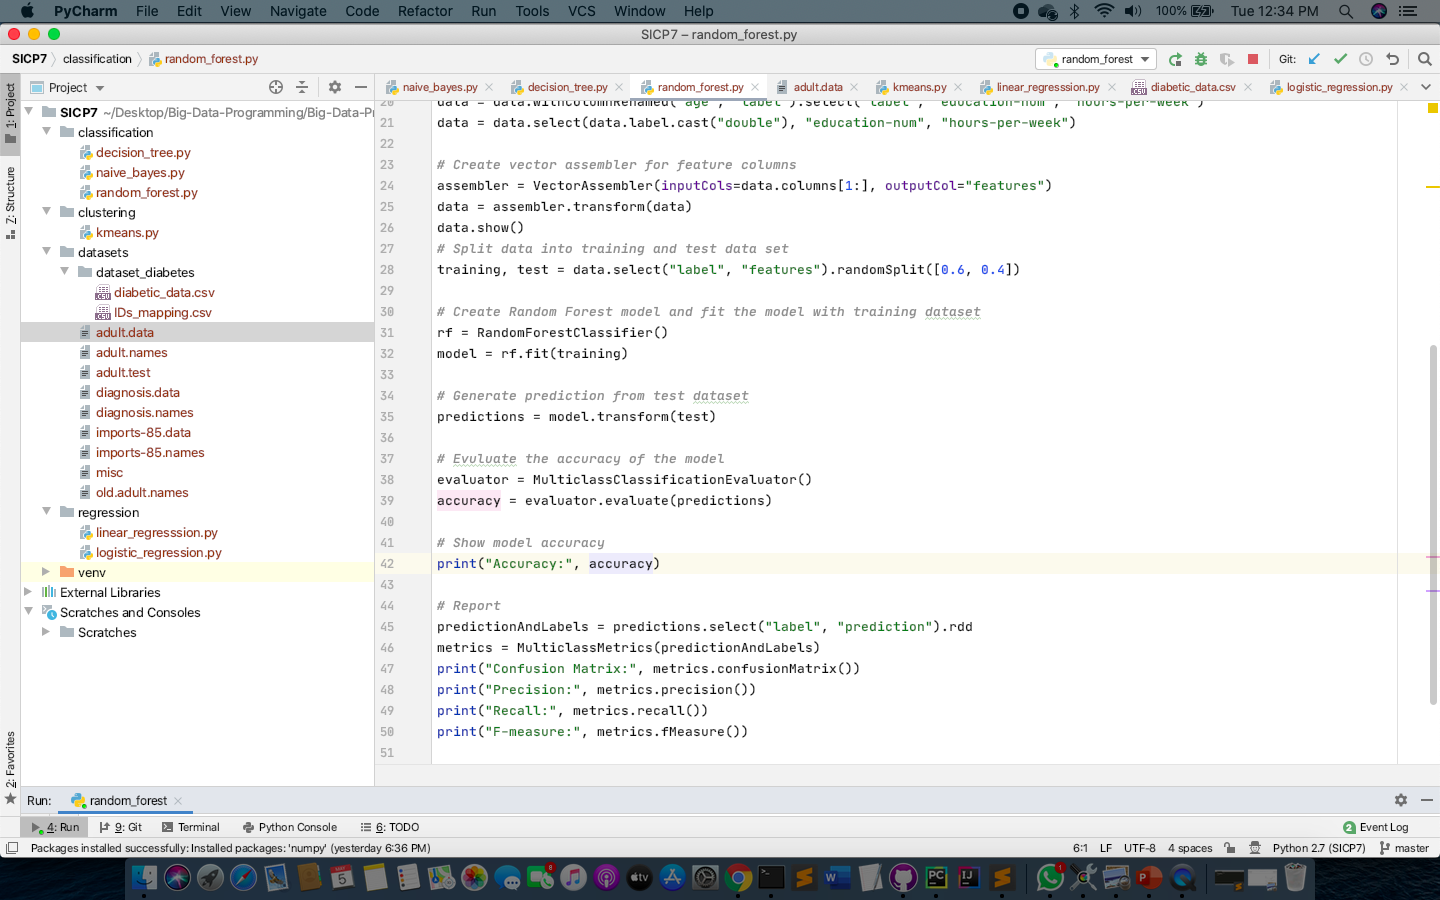 PyCharm File Edit View Navigate Code Refactor Run Tools VCS Window Help 100% Tue 12:34 PM
SICP7 – random_forest.py
SICP7 classification random_forest.py random_forest Git:
1: Project
7: Structure
2: Favorites
Project
naive_bayes.py decision_tree.py random_forest.py adult.data kmeans.py linear_regresssion.py diabetic_data.csv logistic_regression.py
SICP7 ~/Desktop/Big-Data-Programming/Big-Data-Pr
classification
decision_tree.py
naive_bayes.py
random_forest.py
clustering
kmeans.py
datasets
dataset_diabetes
diabetic_data.csv
IDs_mapping.csv
adult.data
adult.names
adult.test
diagnosis.data
diagnosis.names
imports-85.data
imports-85.names
misc
old.adult.names
regression
linear_regresssion.py
logistic_regression.py
venv
External Libraries
Scratches and Consoles
Scratches
20 data = data.withColumnRenamed("age", "label").select("label", "education-num", "hours-per-week")
21 data = data.select(data.label.cast("double"), "education-num", "hours-per-week")
22
23 # Create vector assembler for feature columns
24 assembler = VectorAssembler(inputCols=data.columns[1:], outputCol="features")
25 data = assembler.transform(data)
26 data.show()
27 # Split data into training and test data set
28 training, test = data.select("label", "features").randomSplit([0.6, 0.4])
29
30 # Create Random Forest model and fit the model with training dataset
31 rf = RandomForestClassifier()
32 model = rf.fit(training)
33
34 # Generate prediction from test dataset
35 predictions = model.transform(test)
36
37 # Evuluate the accuracy of the model
38 evaluator = MulticlassClassificationEvaluator()
39 accuracy = evaluator.evaluate(predictions)
40
41 # Show model accuracy
42 print("Accuracy:", accuracy)
43
44 # Report
45 predictionAndLabels = predictions.select("label", "prediction").rdd
46 metrics = MulticlassMetrics(predictionAndLabels)
47 print("Confusion Matrix:", metrics.confusionMatrix())
48 print("Precision:", metrics.precision())
49 print("Recall:", metrics.recall())
50 print("F-measure:", metrics.fMeasure())
51
Run: random_forest
4: Run 9: Git Terminal Python Console 6: TODO 2 Event Log
Packages installed successfully: Installed packages: 'numpy' (yesterday 6:36 PM) 6:1 LF UTF-8 4 spaces Python 2.7 (SICP7) master